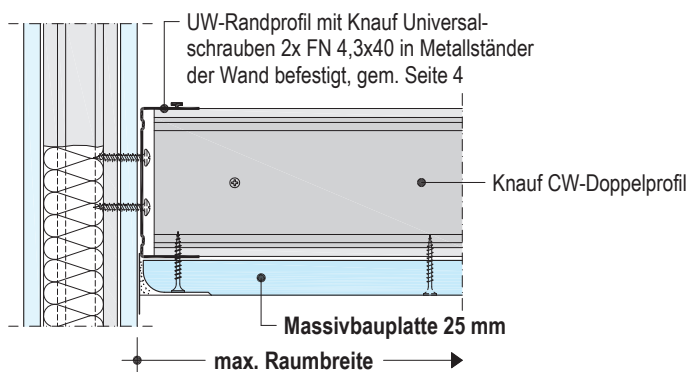 UW-Randprofil mit Knauf Universal-
schrauben 2x FN 4,3x40 in Metallständer
der Wand befestigt, gem. Seite 4
Knauf CW-Doppelprofil
Massivbauplatte 25 mm
max. Raumbreite